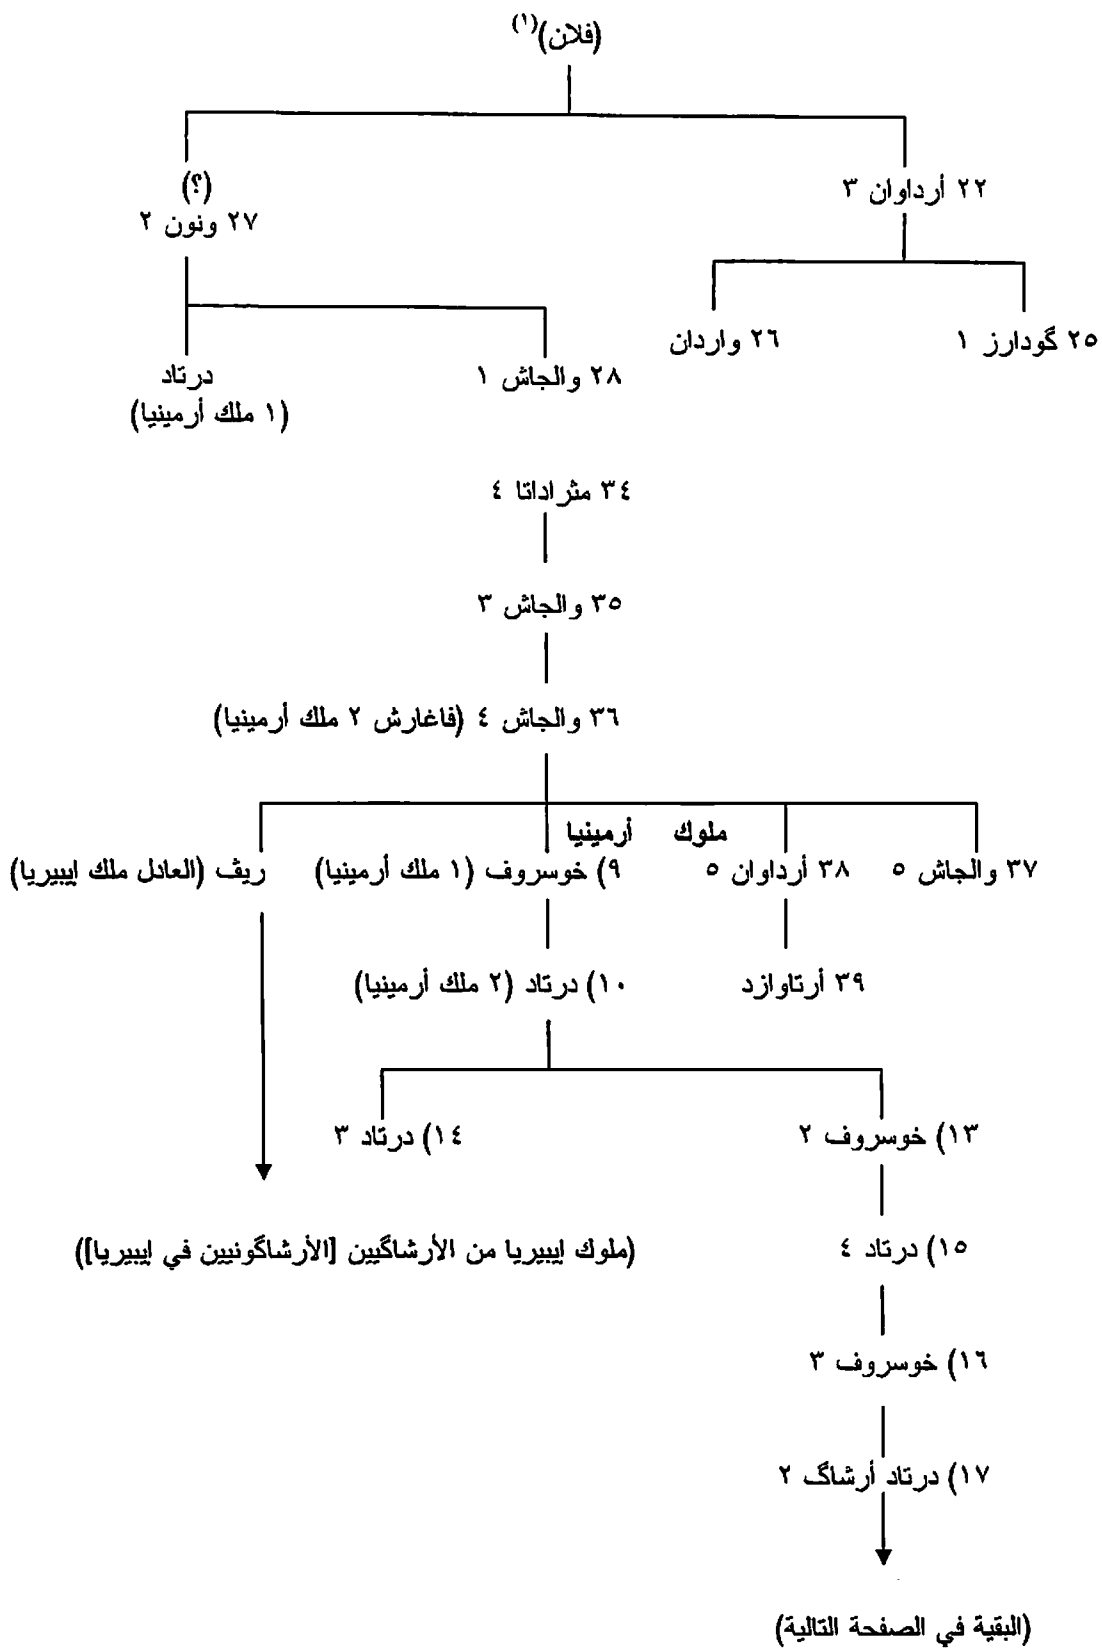 (فلان)(١)
٢٢ أرداوان ٣
(؟)
٢٧ ونون ٢
٢٥ گودارز ١
٢٦ واردان
٢٨ والجاش ١
درتاد
(١ ملك أرمينيا)
٣٤ مثراداتا ٤
٣٥ والجاش ٣
٣٦ والجاش ٤ (فاغارش ٢ ملك أرمينيا)
ملوك أرمينيا
٣٧ والجاش ٥
٣٨ أرداوان ٥
٩) خوسروف (١ ملك أرمينيا)
ريڤ (العادل ملك إيبيريا)
٣٩ أرتاوازد
١٠) درتاد (٢ ملك أرمينيا)
١٣) خوسروف ٢
١٤) درتاد ٣
١٥) درتاد ٤
(ملوك إيبيريا من الأرشاگيين [الأرشاگونيين في إيبيريا])
١٦) خوسروف ٣
١٧) درتاد أرشاگ ٢
(البقية في الصفحة التالية)